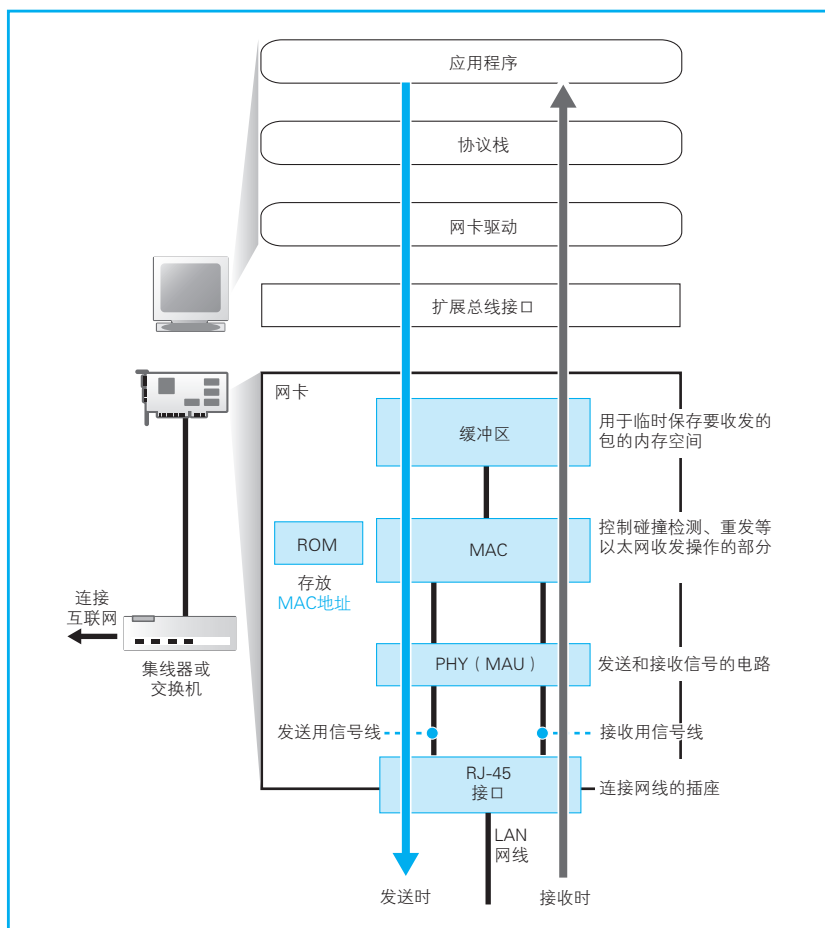 应用程序
协议栈
网卡驱动
扩展总线接口
网卡
缓冲区
用于临时保存要收发的
包的内存空间
ROM
存放
MAC地址
MAC
控制碰撞检测、重发等
以太网收发操作的部分
连接
互联网
集线器或
交换机
PHY（MAU）
发送和接收信号的电路
发送用信号线
接收用信号线
RJ-45
接口
连接网线的插座
LAN
网线
发送时
接收时